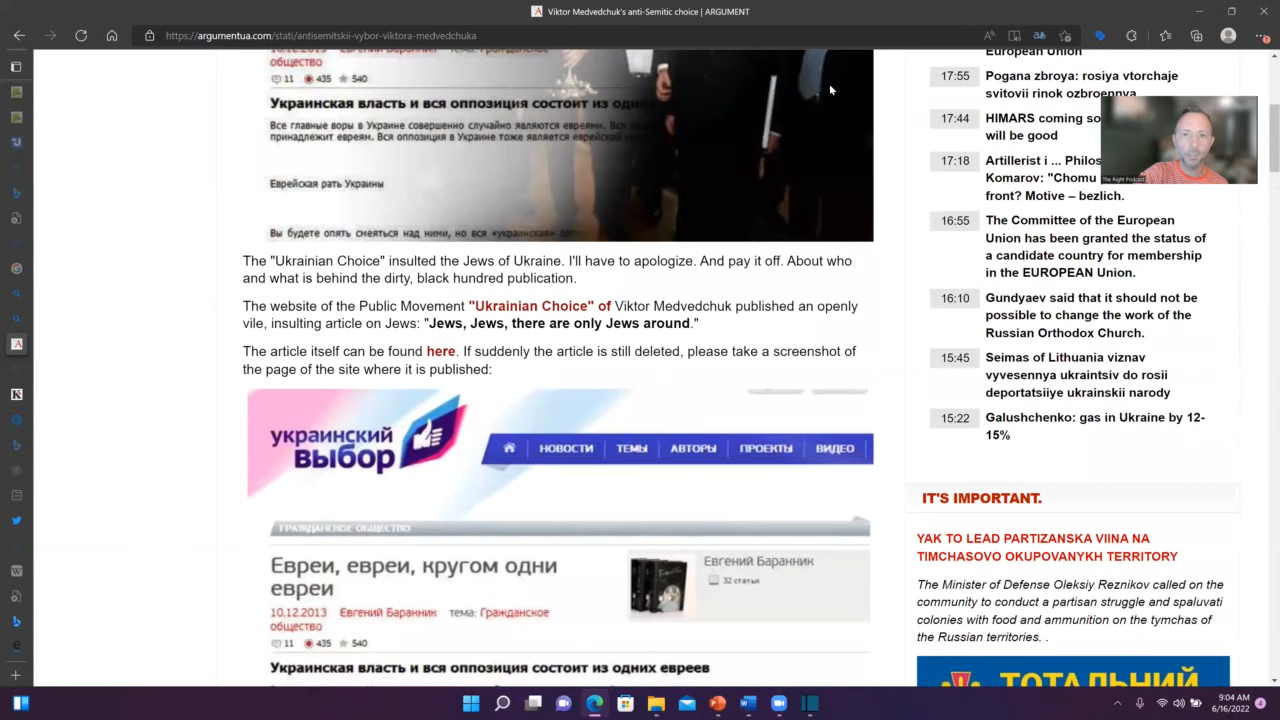 Viktor Medvedchuk's anti-Semitic choice | ARGUMENT
https://argumentua.com/stati/antisemitskii-vybor-viktora-medvedchuka
10.12.2013 Евгений Баранник тема: Гражданское
общество
11 435 540
Украинская власть и вся оппозиция состоит из одних
Все главные воры в Украине совершенно случайно являются евреями. Вся
принадлежит евреям. Вся оппозиция в Украине тоже является еврейской
Еврейская рать Украины
Вы будете опять смеяться над ними, но вся «украинская»
The "Ukrainian Choice" insulted the Jews of Ukraine. I'll have to apologize. And pay it off. About who
and what is behind the dirty, black hundred publication.
The website of the Public Movement "Ukrainian Choice" of Viktor Medvedchuk published an openly
vile, insulting article on Jews: "Jews, Jews, there are only Jews around."
The article itself can be found here. If suddenly the article is still deleted, please take a screenshot of
the page of the site where it is published:
украинский
выбор
НОВОСТИ ТЕМЫ АВТОРЫ ПРОЕКТЫ ВИДЕО
ГРАЖДАНСКОЕ ОБЩЕСТВО
Евреи, евреи, кругом одни
евреи
Евгений Баранник
32 статьи
10.12.2013 Евгений Баранник тема: Гражданское
общество
11 435 540
Украинская власть и вся оппозиция состоит из одних евреев
European Union
17:55 Pogana zbroya: rosiya vtorchaje
svitovii rinok ozbroennya
17:44 HIMARS coming so
will be good
17:18 Artillerist i ... Philos
Komarov: "Chomu
front? Motive – bezlich.
The Right Podcast
16:55 The Committee of the European
Union has been granted the status of
a candidate country for membership
in the EUROPEAN Union.
16:10 Gundyaev said that it should not be
possible to change the work of the
Russian Orthodox Church.
15:45 Seimas of Lithuania viznav
vyvesennya ukraintsiv do rosii
deportatsiiye ukrainskii narody
15:22 Galushchenko: gas in Ukraine by 12-
15%
IT'S IMPORTANT.
YAK TO LEAD PARTIZANSKA VIINA NA
TIMCHASOVO OKUPOVANYKH TERRITORY
The Minister of Defense Oleksiy Reznikov called on the
community to conduct a partisan struggle and spaluvati
colonies with food and ammunition on the tymchas of
the Russian territories. .
ТОТАЛЬНИЙ
9:04 AM
6/16/2022